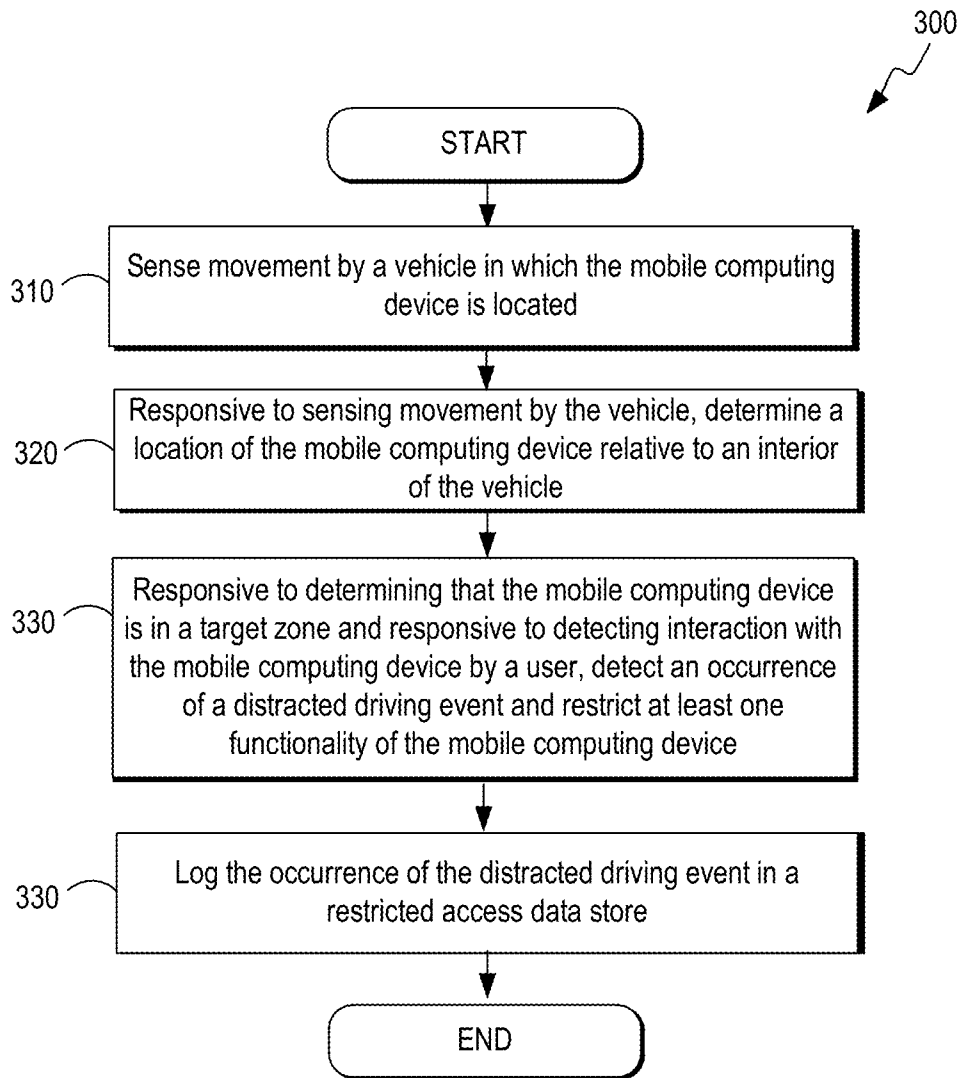 300
START
310
Sense movement by a vehicle in which the mobile computing
device is located
320
Responsive to sensing movement by the vehicle, determine a
location of the mobile computing device relative to an interior
of the vehicle
330
Responsive to determining that the mobile computing device
is in a target zone and responsive to detecting interaction with
the mobile computing device by a user, detect an occurrence
of a distracted driving event and restrict at least one
functionality of the mobile computing device
330
Log the occurrence of the distracted driving event in a
restricted access data store
END